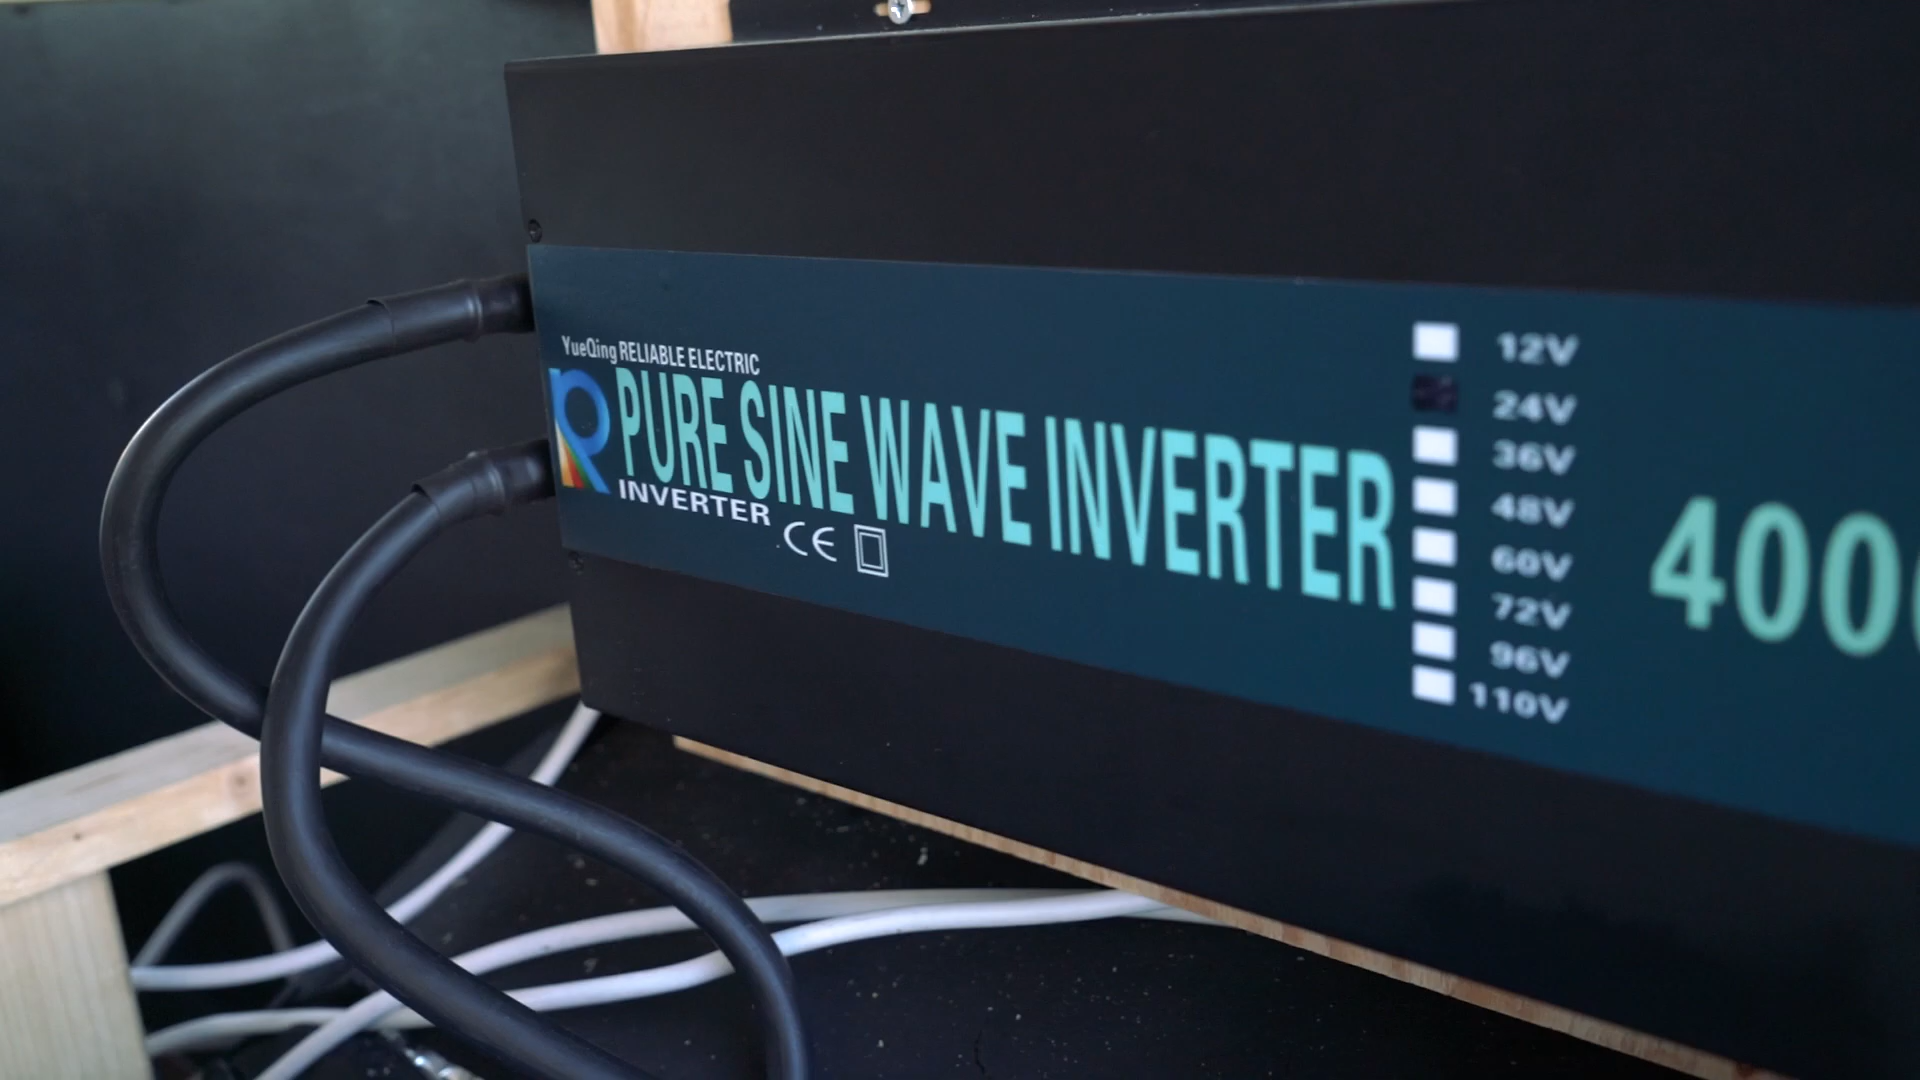 YueQing RELIABLE ELECTRIC
PURE SINE WAVE INVERTER
INVERTER
CE
12V
24V
36V
48V
60V
72V
96V
110V
400